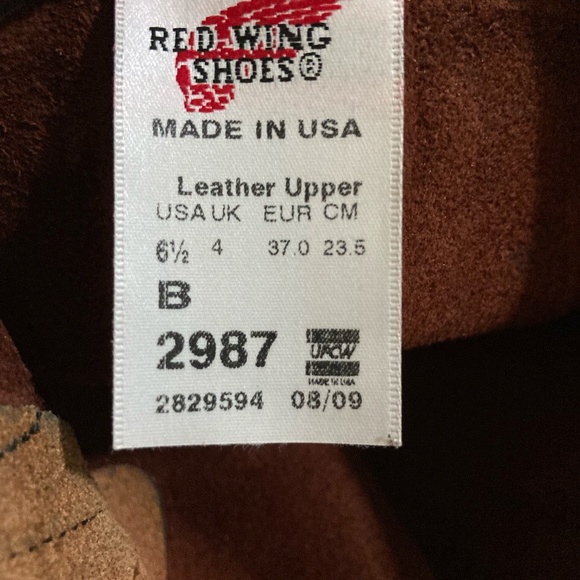 RED WING
SHOES®
MADE IN USA
Leather Upper
USA UK EUR CM
6½ 4 37.0 23.5
B
2987
UFCW
MADE IN USA
2829594 08/09